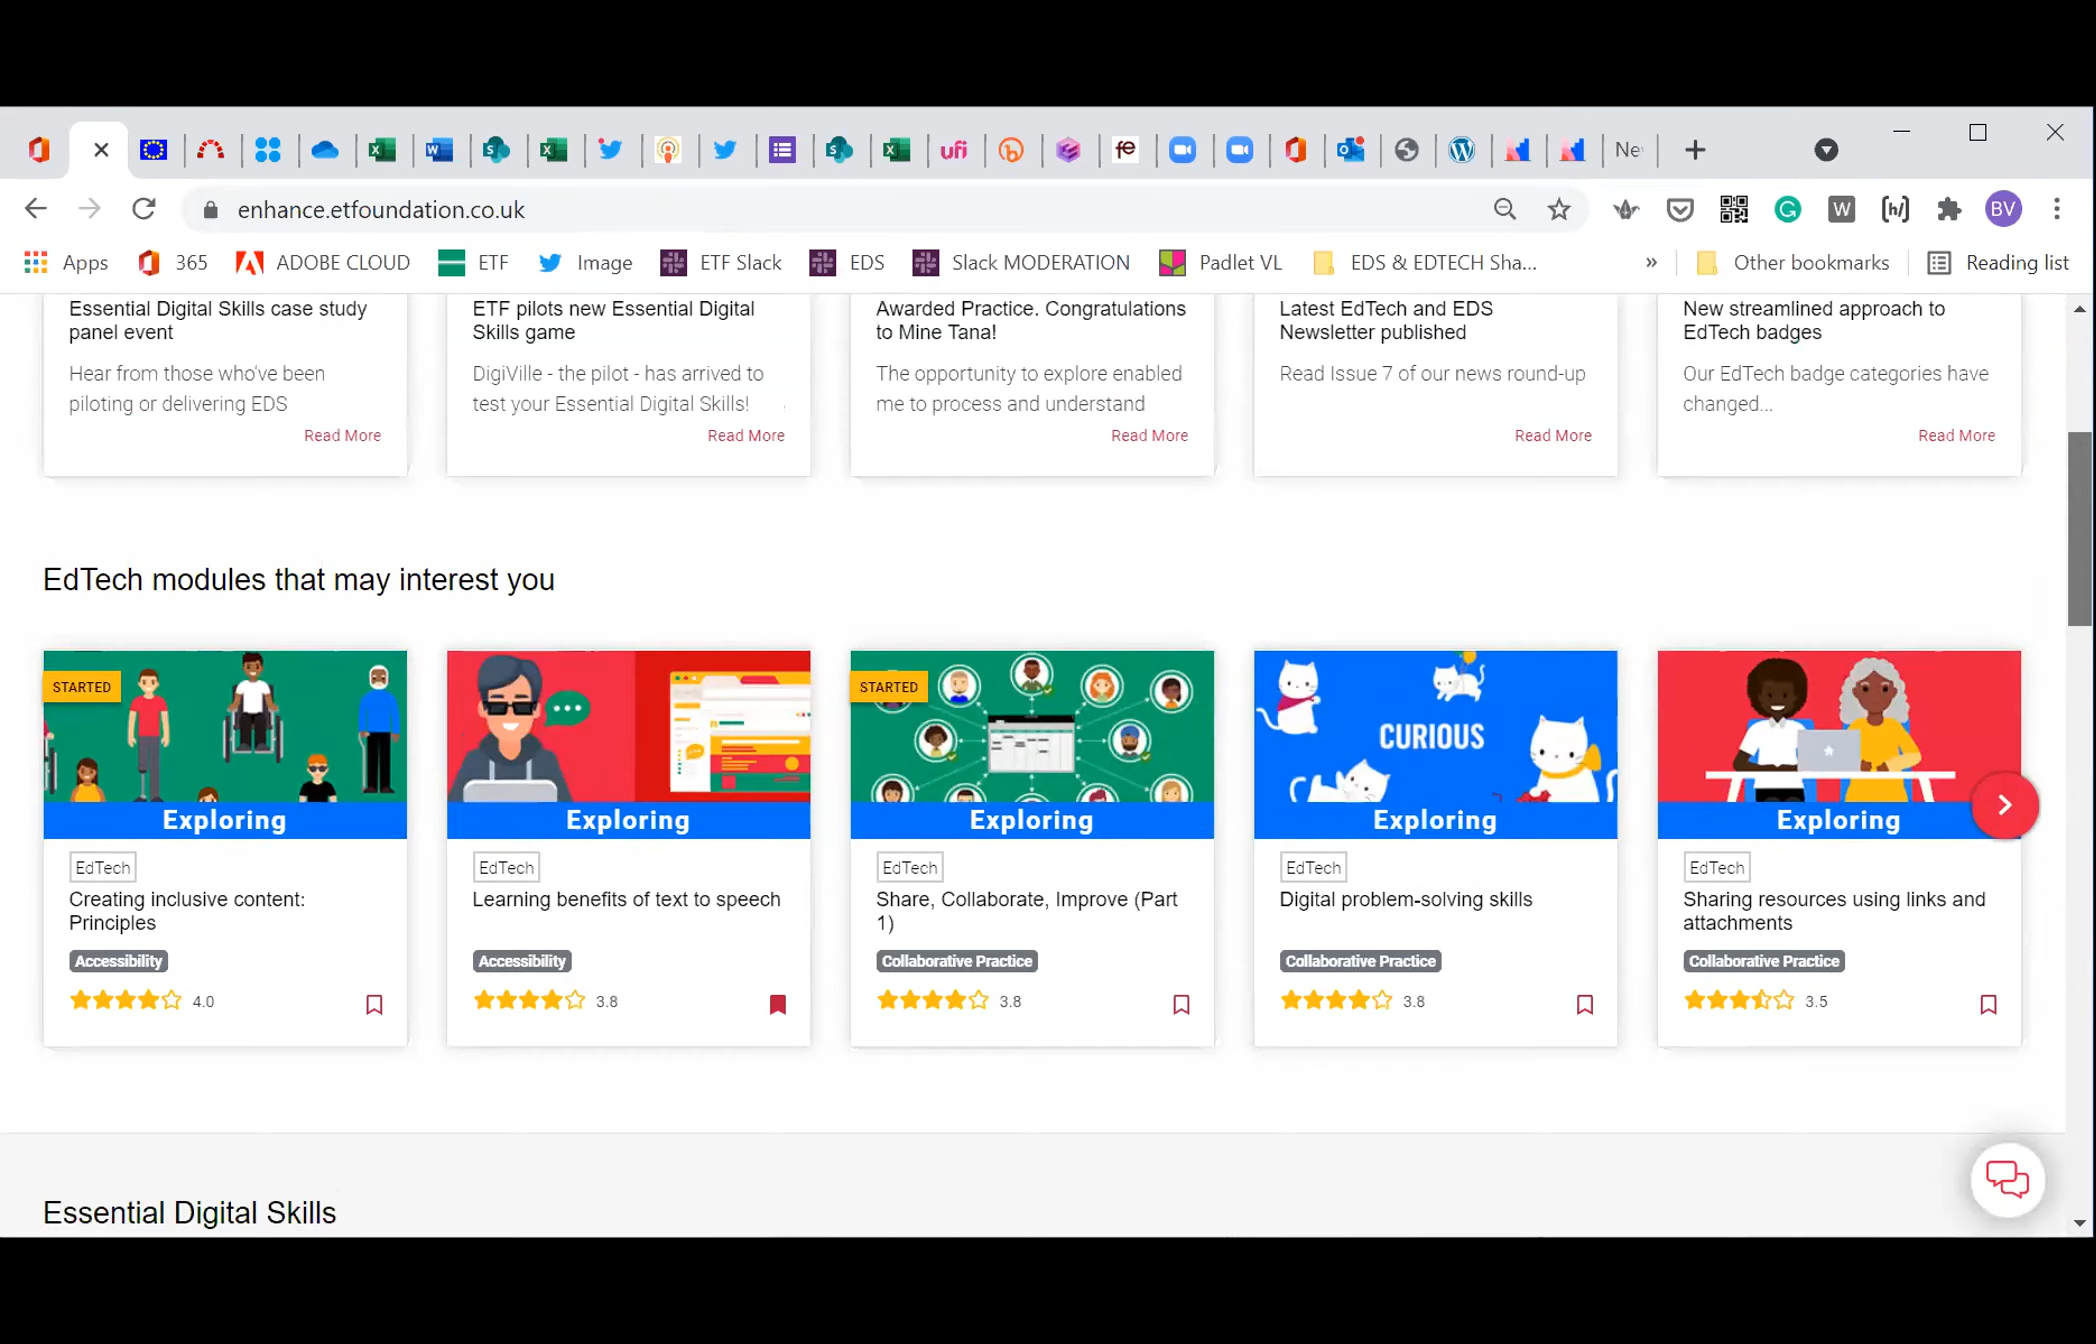 ufi
fe
Ne
enhance.etfoundation.co.uk
W
[h/]
BV
Apps
365
ADOBE CLOUD
ETF
Image
ETF Slack
EDS
Slack MODERATION
Padlet VL
EDS & EDTECH Sha...
»
Other bookmarks
Reading list
Essential Digital Skills case study
panel event
Hear from those who've been
piloting or delivering EDS
Read More
ETF pilots new Essential Digital
Skills game
DigiVille - the pilot - has arrived to
test your Essential Digital Skills!
Read More
Awarded Practice. Congratulations
to Mine Tana!
The opportunity to explore enabled
me to process and understand
Read More
Latest EdTech and EDS
Newsletter published
Read Issue 7 of our news round-up
Read More
New streamlined approach to
EdTech badges
Our EdTech badge categories have
changed...
Read More
EdTech modules that may interest you
STARTED
Exploring
EdTech
Creating inclusive content:
Principles
Accessibility
4.0
Exploring
EdTech
Learning benefits of text to speech
Accessibility
3.8
STARTED
Exploring
EdTech
Share, Collaborate, Improve (Part
1)
Collaborative Practice
3.8
CURIOUS
Exploring
EdTech
Digital problem-solving skills
Collaborative Practice
3.8
Exploring
EdTech
Sharing resources using links and
attachments
Collaborative Practice
3.5
Essential Digital Skills